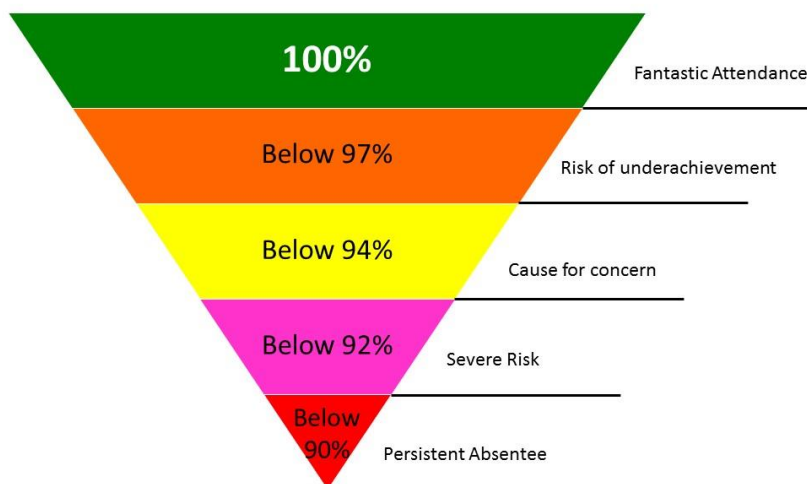 100%
Fantastic Attendance
Below 97%
Risk of underachievement
Below 94%
Cause for concern
Below 92%
Severe Risk
Below
90%
Persistent Absentee